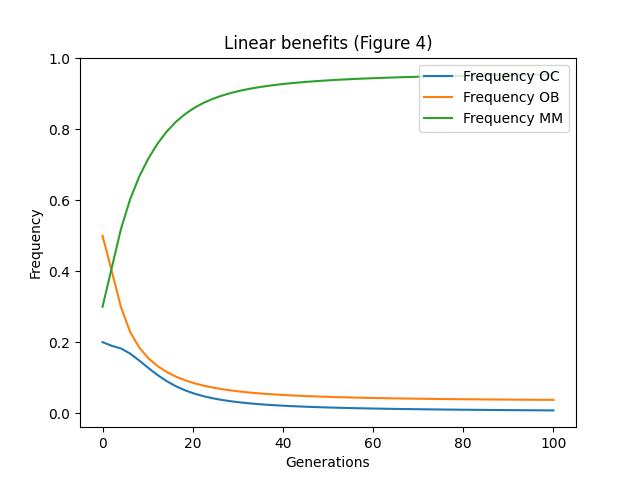 Linear benefits (Figure 4)
Frequency OC
Frequency OB
Frequency MM
1.0
0.8
0.6
0.4
0.2
0.0
Frequency
0 20 40 60 80 100
Generations